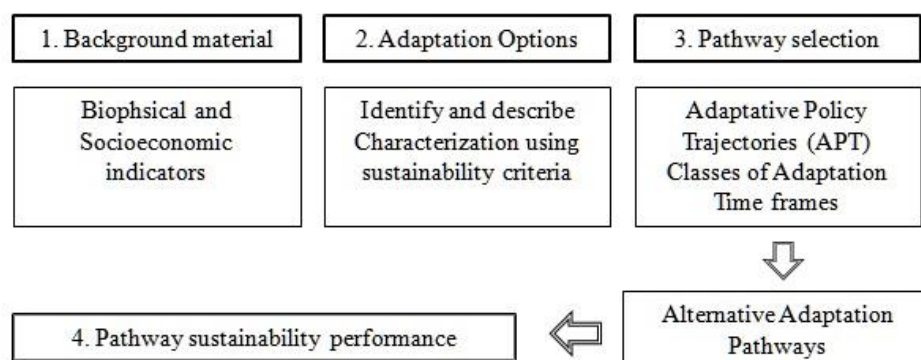 1. Background material
2. Adaptation Options
3. Pathway selection
Biophsical and
Socioeconomic
indicators
Identify and describe
Characterization using
sustainability criteria
Adaptative Policy
Trajectories (APT)
Classes of Adaptation
Time frames
Alternative Adaptation
Pathways
4. Pathway sustainability performance